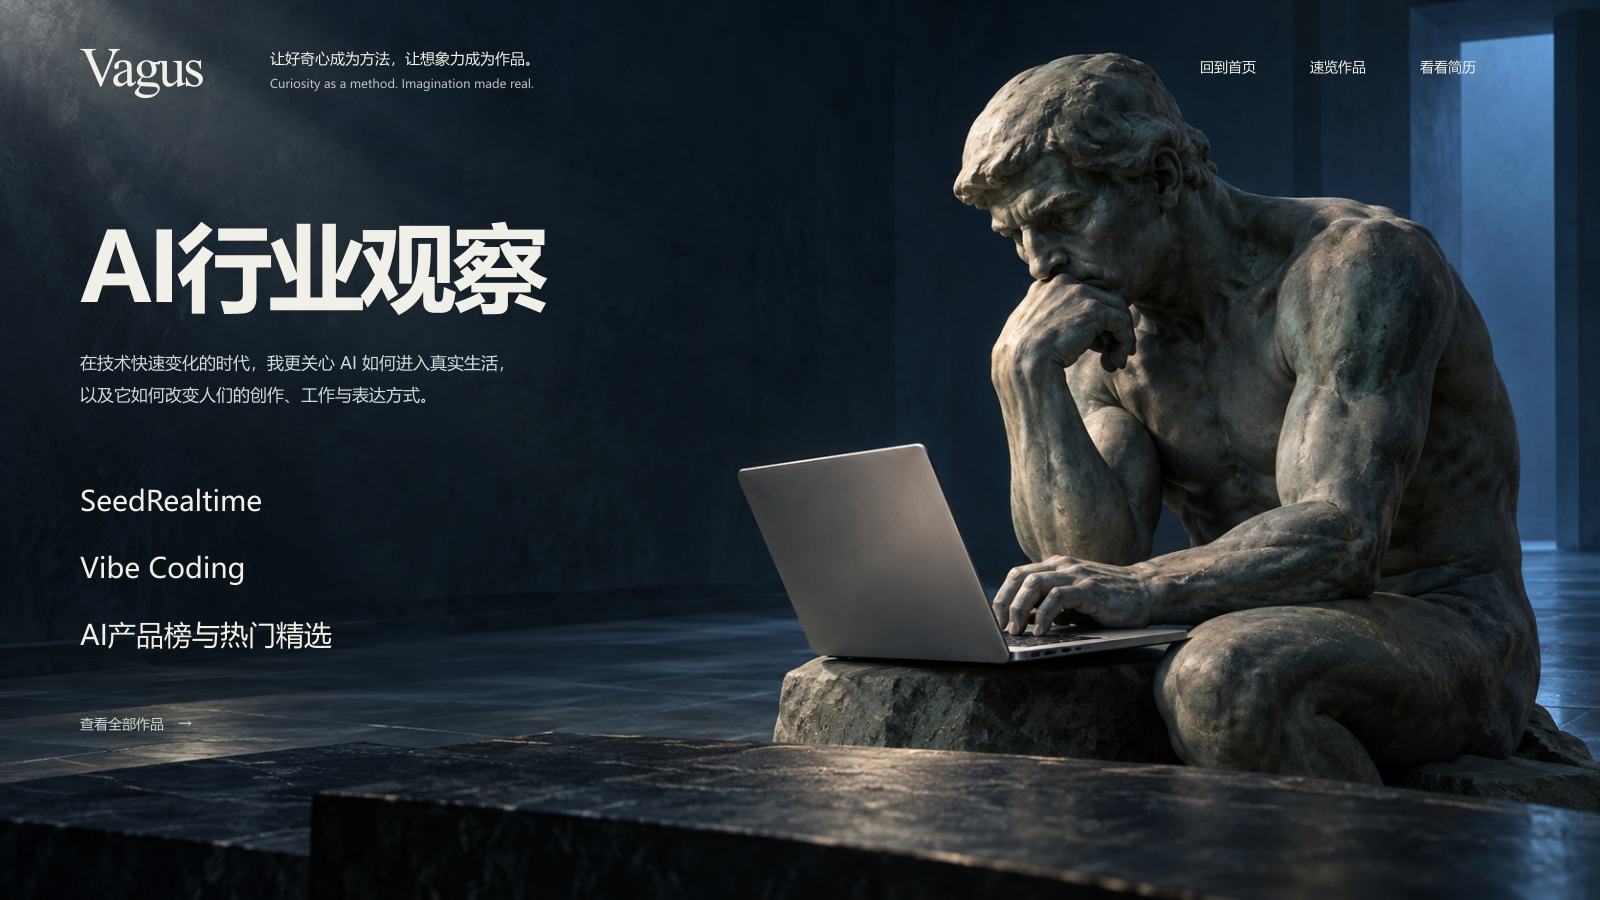 Vagus
让好奇心成为方法，让想象力成为作品。
Curiosity as a method. Imagination made real.
回到首页
速览作品
看看简历
AI行业观察
在技术快速变化的时代，我更关心 AI 如何进入真实生活，
以及它如何改变人们的创作、工作与表达方式。
SeedRealtime
Vibe Coding
AI产品榜与热门精选
查看全部作品 →